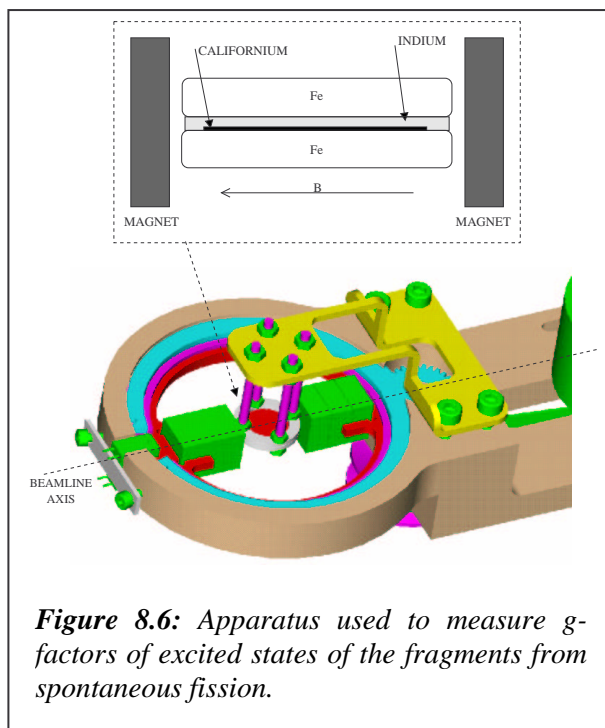 CALIFORNIUM
INDIUM
Fe
Fe
B
MAGNET
MAGNET
BEAMLINE
AXIS
Figure 8.6: Apparatus used to measure g-
factors of excited states of the fragments from
spontaneous fission.